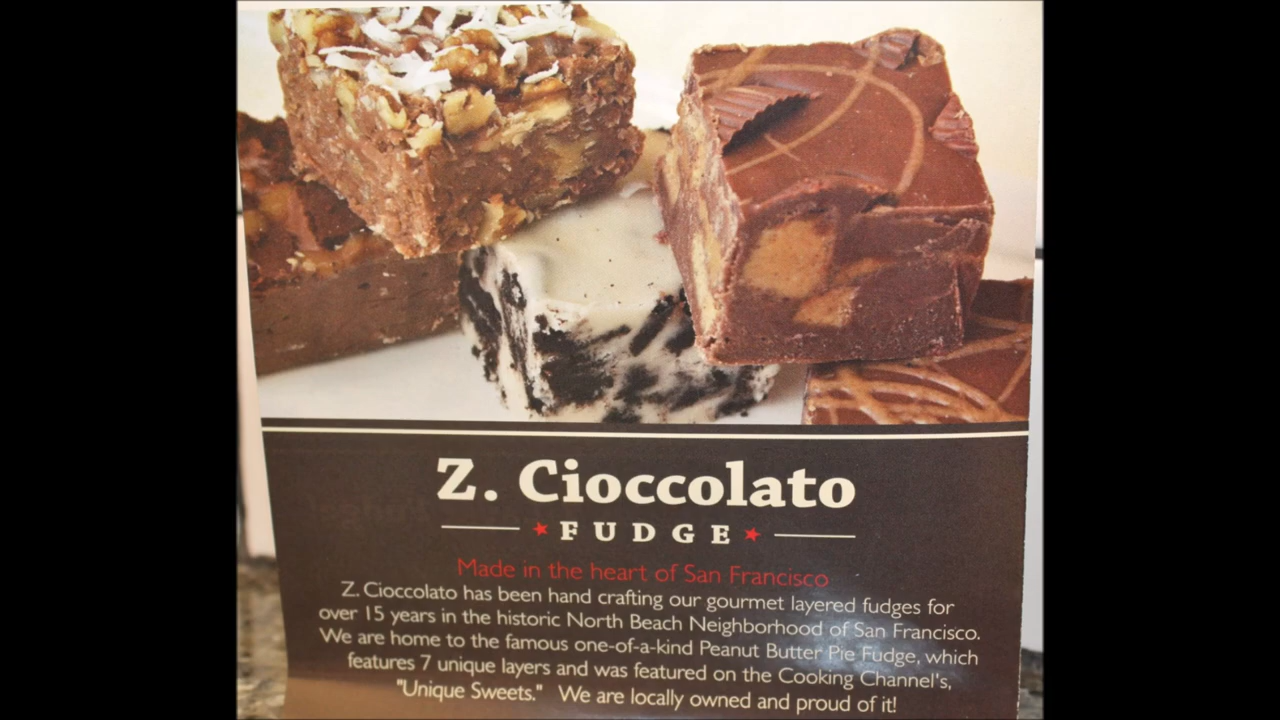 Z. Cioccolato
FUDGE
Made in the heart of San Francisco
Z. Cioccolato has been hand crafting our gourmet layered fudges for
over 15 years in the historic North Beach Neighborhood of San Francisco.
We are home to the famous one-of-a-kind Peanut Butter Pie Fudge, which
features 7 unique layers and was featured on the Cooking Channel's,
"Unique Sweets." We are locally owned and proud of it!